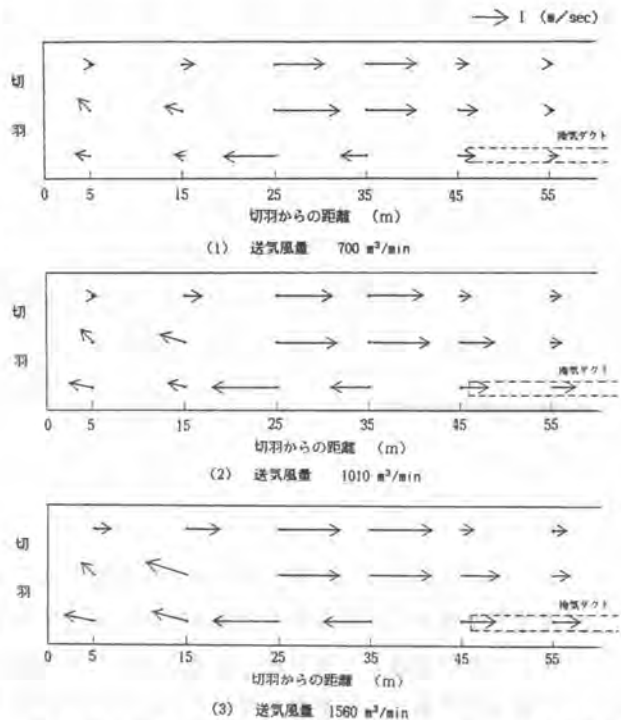 1 (m/sec)
切
羽
換気ダクト
0 5 15 25 35 45 55
切羽からの距離 (m)
(1) 送気風量 700 m³/min
切
羽
換気ダクト
0 5 15 25 35 45 55
切羽からの距離 (m)
(2) 送気風量 1010 m³/min
切
羽
換気ダクト
0 5 15 25 35 45 55
切羽からの距離 (m)
(3) 送気風量 1560 m³/min